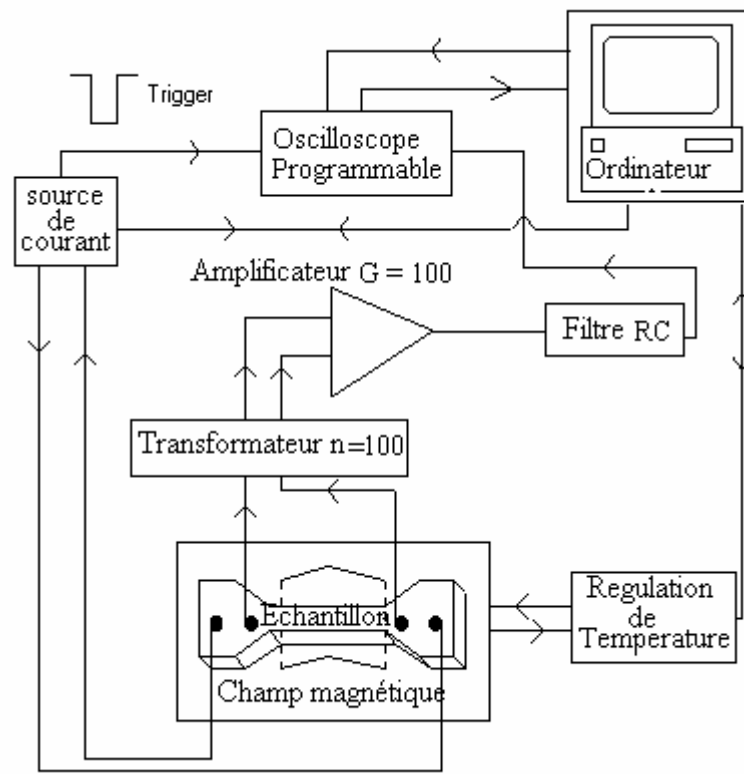 Trigger
Oscilloscope
Programmable
Ordinateur
source
de
courant
Amplificateur G = 100
Filtre RC
Transformateur n=100
Echantillon
Champ magnétique
Regulation
de
Temperature